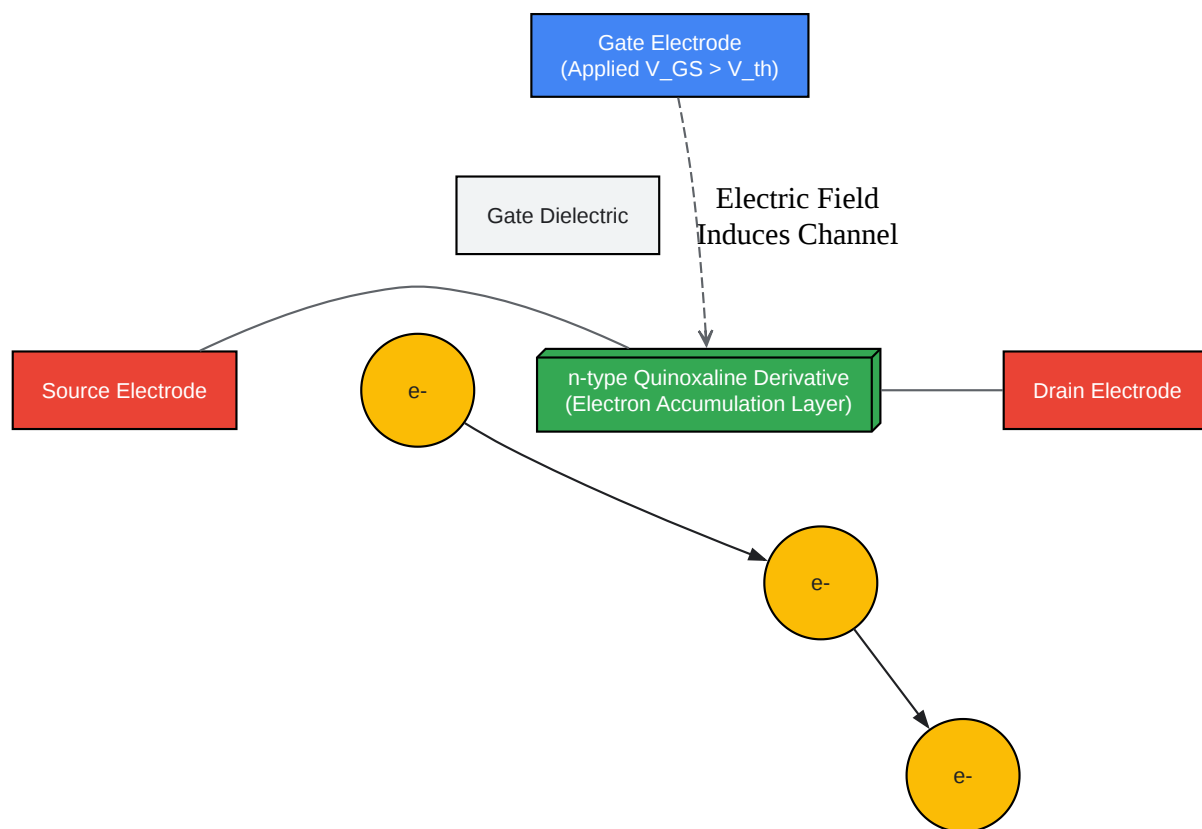 Gate Electrode
(Applied V_GS > V_th)
Gate Dielectric
Electric Field
Induces Channel
Source Electrode
e-
n-type Quinoxaline Derivative
(Electron Accumulation Layer)
Drain Electrode
e-
e-